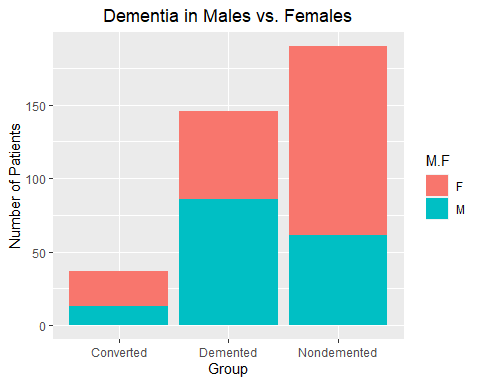 Dementia in Males vs. Females
Number of Patients
150
100
50
0
Converted Demented Nondemented
Group
M.F
F
M